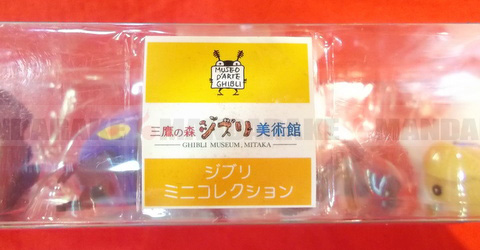 MUSEO
D'ARTE
GHIBLI
三鷹の森 ジブリ 美術館
GHIBLI MUSEUM, MITAKA
ジブリ
ミニコレクション